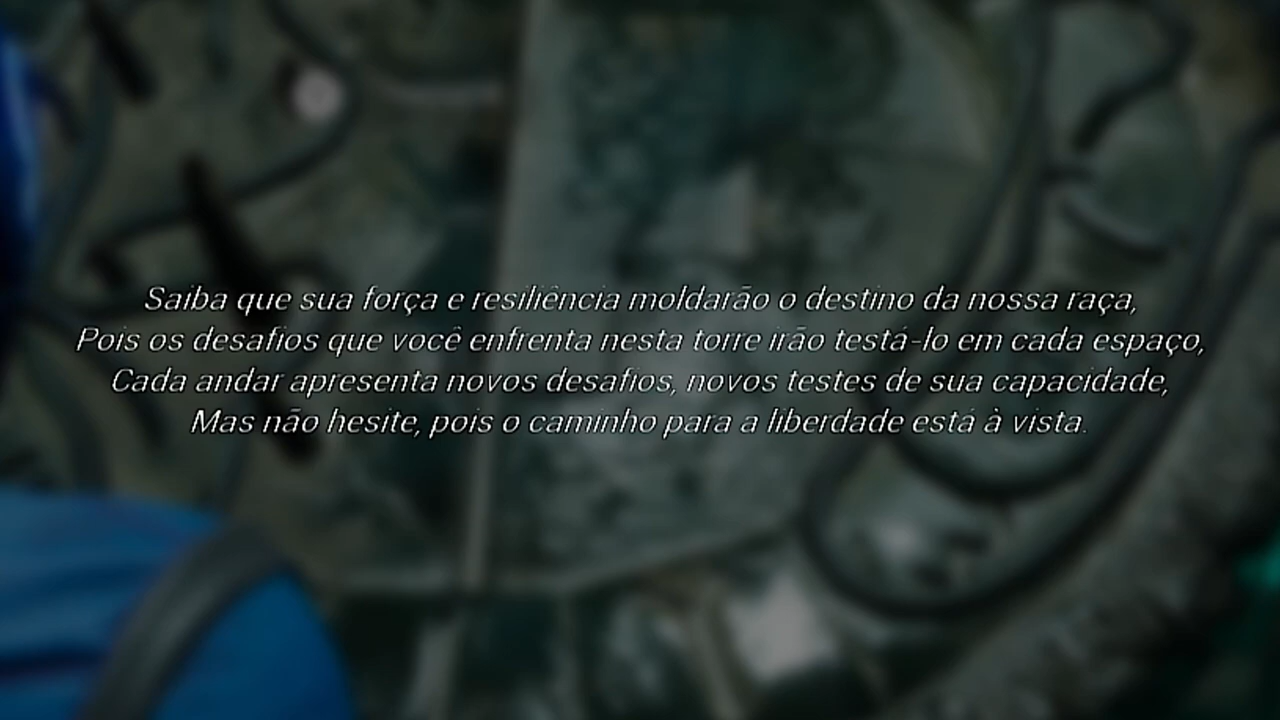 Saiba que sua força e resiliência moldarão o destino da nossa raça,
Pois os desafios que você enfrenta nesta torre irão testá-lo em cada espaço,
Cada andar apresenta novos desafios, novos testes de sua capacidade,
Mas não hesite, pois o caminho para a liberdade está à vista.